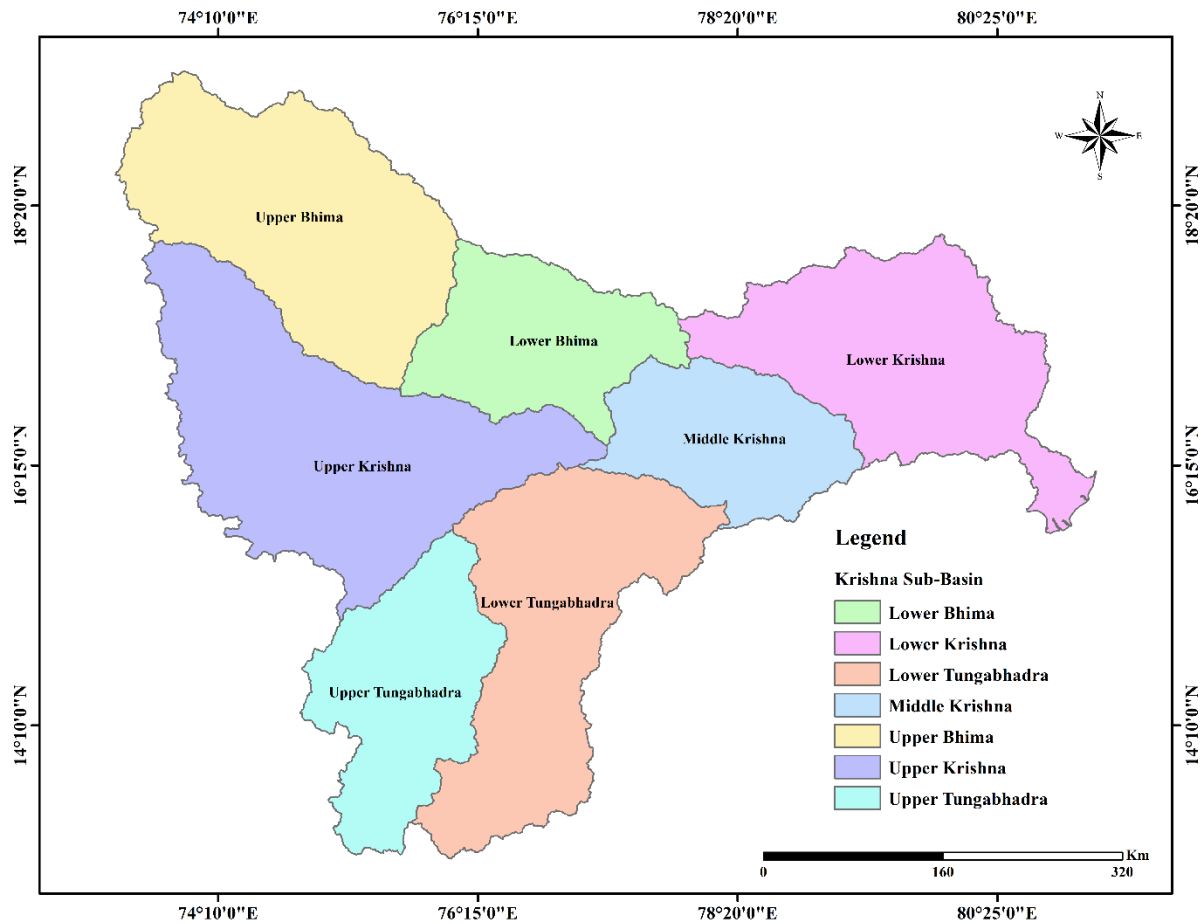 74°10'0"E
76°15'0"E
78°20'0"E
80°25'0"E
N
W
E
S
18°20'0"N
18°20'0"N
Upper Bhima
Lower Bhima
Lower Krishna
Middle Krishna
Upper Krishna
16°15'0"N
16°15'0"N
Legend
Krishna Sub-Basin
Lower Tungabhadra
Lower Bhima
Lower Krishna
Lower Tungabhadra
Upper Tungabhadra
Middle Krishna
14°10'0"N
14°10'0"N
Upper Bhima
Upper Krishna
Upper Tungabhadra
Km
0
160
320
74°10'0"E
76°15'0"E
78°20'0"E
80°25'0"E